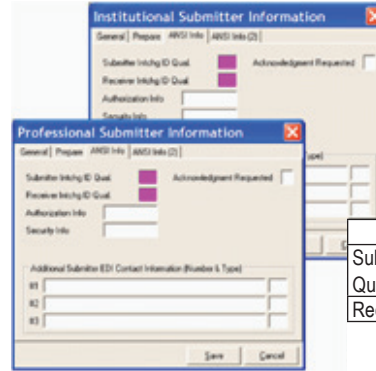 Institutional Submitter Information
General Prepare ANSI Info ANSI Info (2)
Submitter Intchg ID Qual. Acknowledgment Requested
Receiver Intchg ID Qual.
Authorization Info
Security Info
Type)
Professional Submitter Information
General Prepare ANSI Info ANSI Info (2)
Submitter Intchg ID Qual. Acknowledgment Requested
Receiver Intchg ID Qual.
Authorization Info
Security Info
Additional Submitter EDI Contact Information (Number & Type)
#1
#2
#3
Save Cancel
Qu